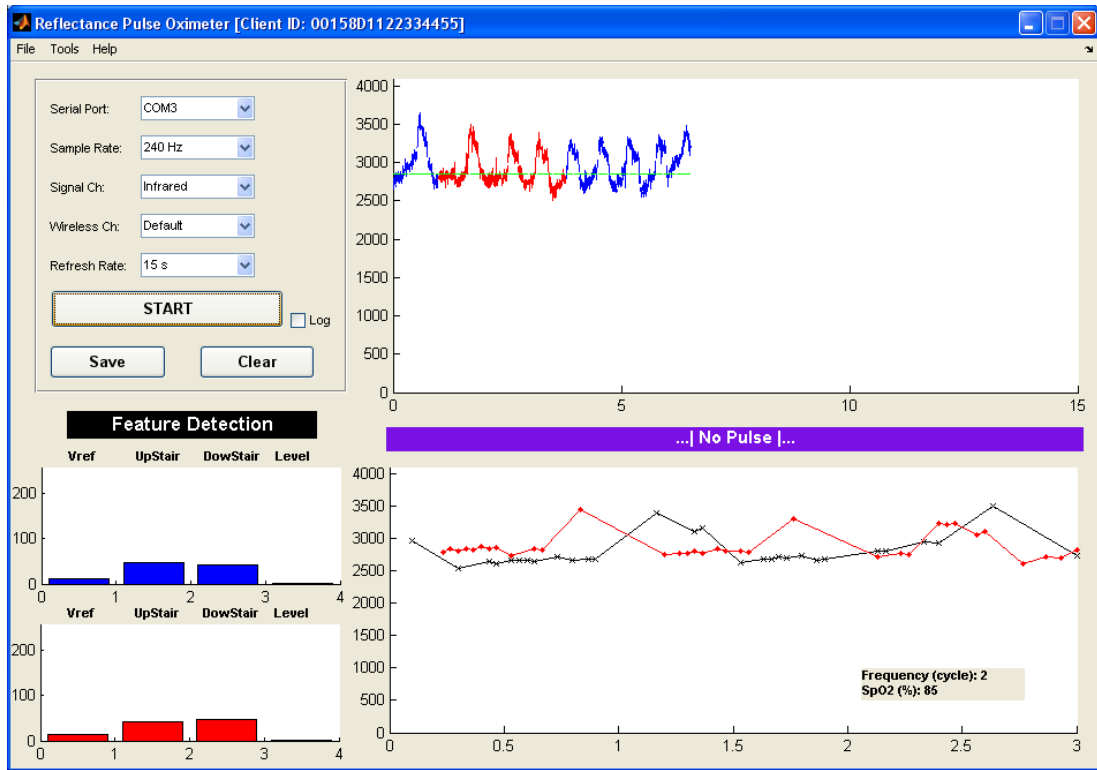 Reflectance Pulse Oximeter [Client ID: 00158D1122334455]
File Tools Help
Serial Port: COM3
Sample Rate: 240 Hz
Signal Ch: Infrared
Wireless Ch: Default
Refresh Rate: 15 s
START
Log
Save Clear
4000
3500
3000
2500
2000
1500
1000
500
0
0 5 10 15
Feature Detection
Vref UpStair DowStair Level
200
100
0
0 1 2 3 4
Vref UpStair DowStair Level
200
100
0
0 1 2 3 4
...| No Pulse |...
4000
3500
3000
2500
2000
1500
1000
500
0
Frequency (cycle): 2
SpO2 (%): 85
0 0.5 1 1.5 2 2.5 3